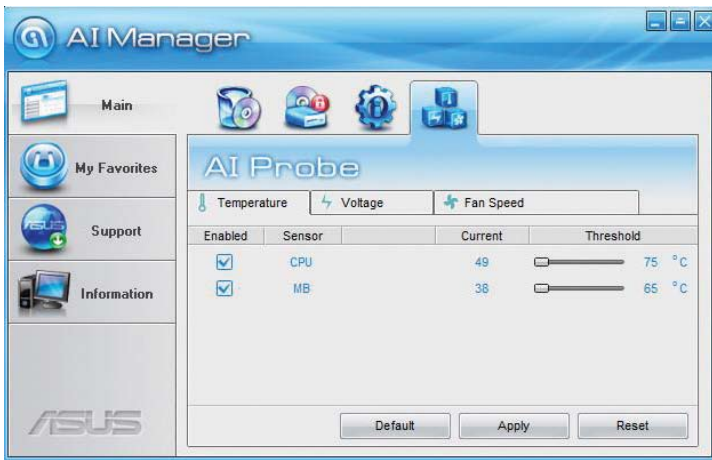 AI Manager
Main
My Favorites
Support
Information
ASUS
AI Probe
Temperature Voltage Fan Speed
Enabled Sensor Current Threshold
CPU 49 75 °C
MB 38 65 °C
Default Apply Reset
ASUS